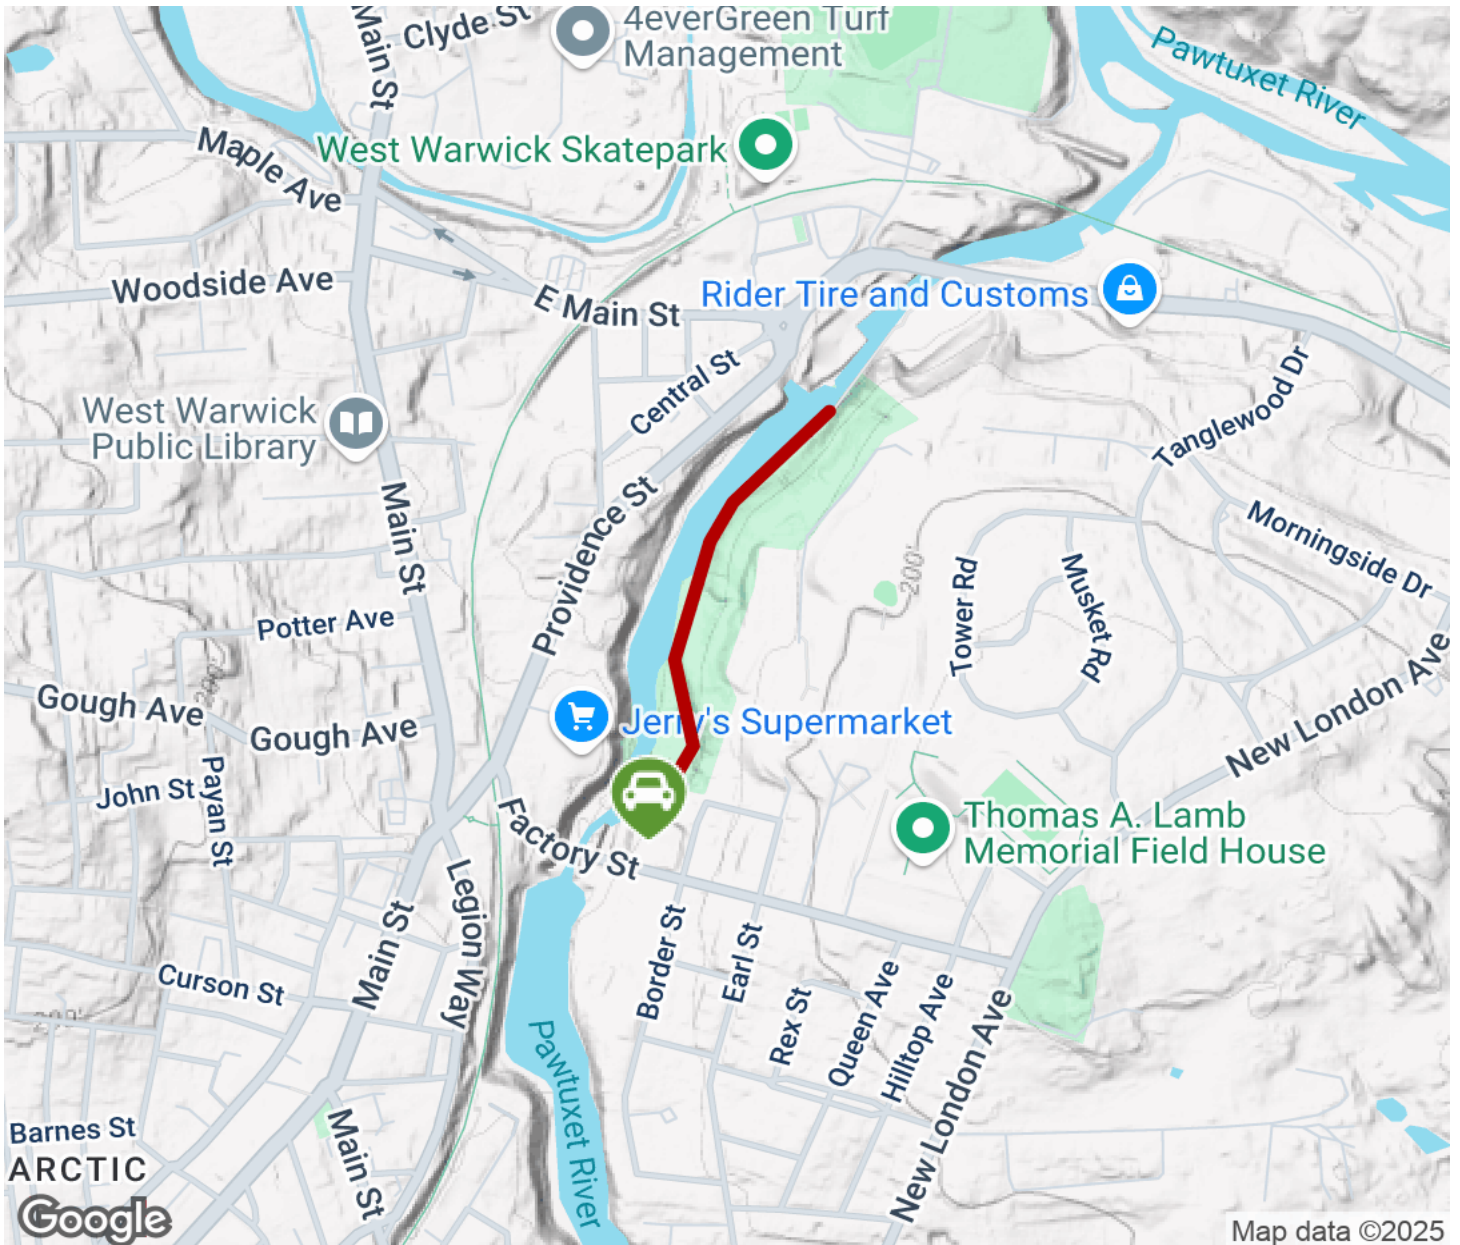 Clyde St
4everGreen Turf
Management
Main St
Pawtuxet River
West Warwick Skatepark
Maple Ave
Woodside Ave
E Main St
Rider Tire and Customs
Central St
Tanglewood Dr
West Warwick
Public Library
Main St
Providence St
Morningside Dr
200'
Tower Rd
Musket Rd
Potter Ave
Gough Ave
Gough Ave
Jerry's Supermarket
New London Ave
John St
Payan St
Factory St
Thomas A. Lamb
Memorial Field House
Legion Way
Main St
Border St
Earl St
Curson St
Rex St
Queen Ave
Hilltop Ave
New London Ave
Pawtuxet River
Barnes St
ARCTIC
Main St
Google
Map data ©2025